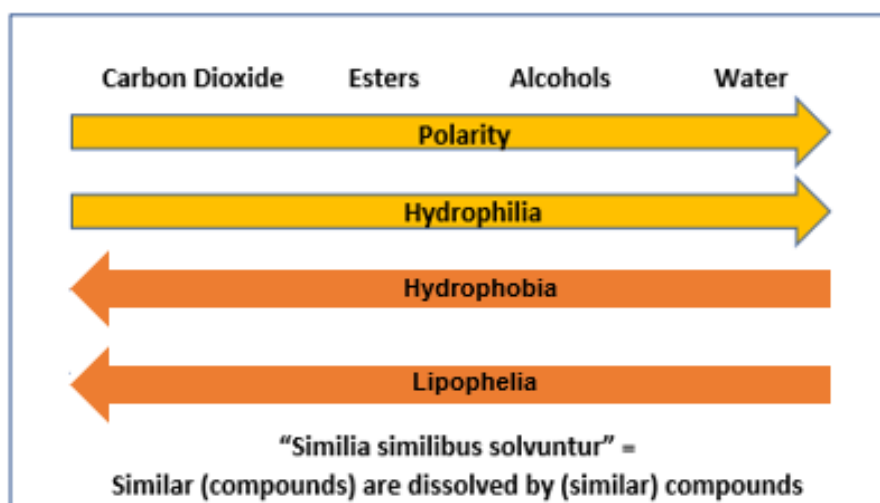 Carbon Dioxide Esters Alcohols Water
Polarity
Hydrophilia
Hydrophobia
Lipophelia
“Similia similibus solvuntur” =
Similar (compounds) are dissolved by (similar) compounds